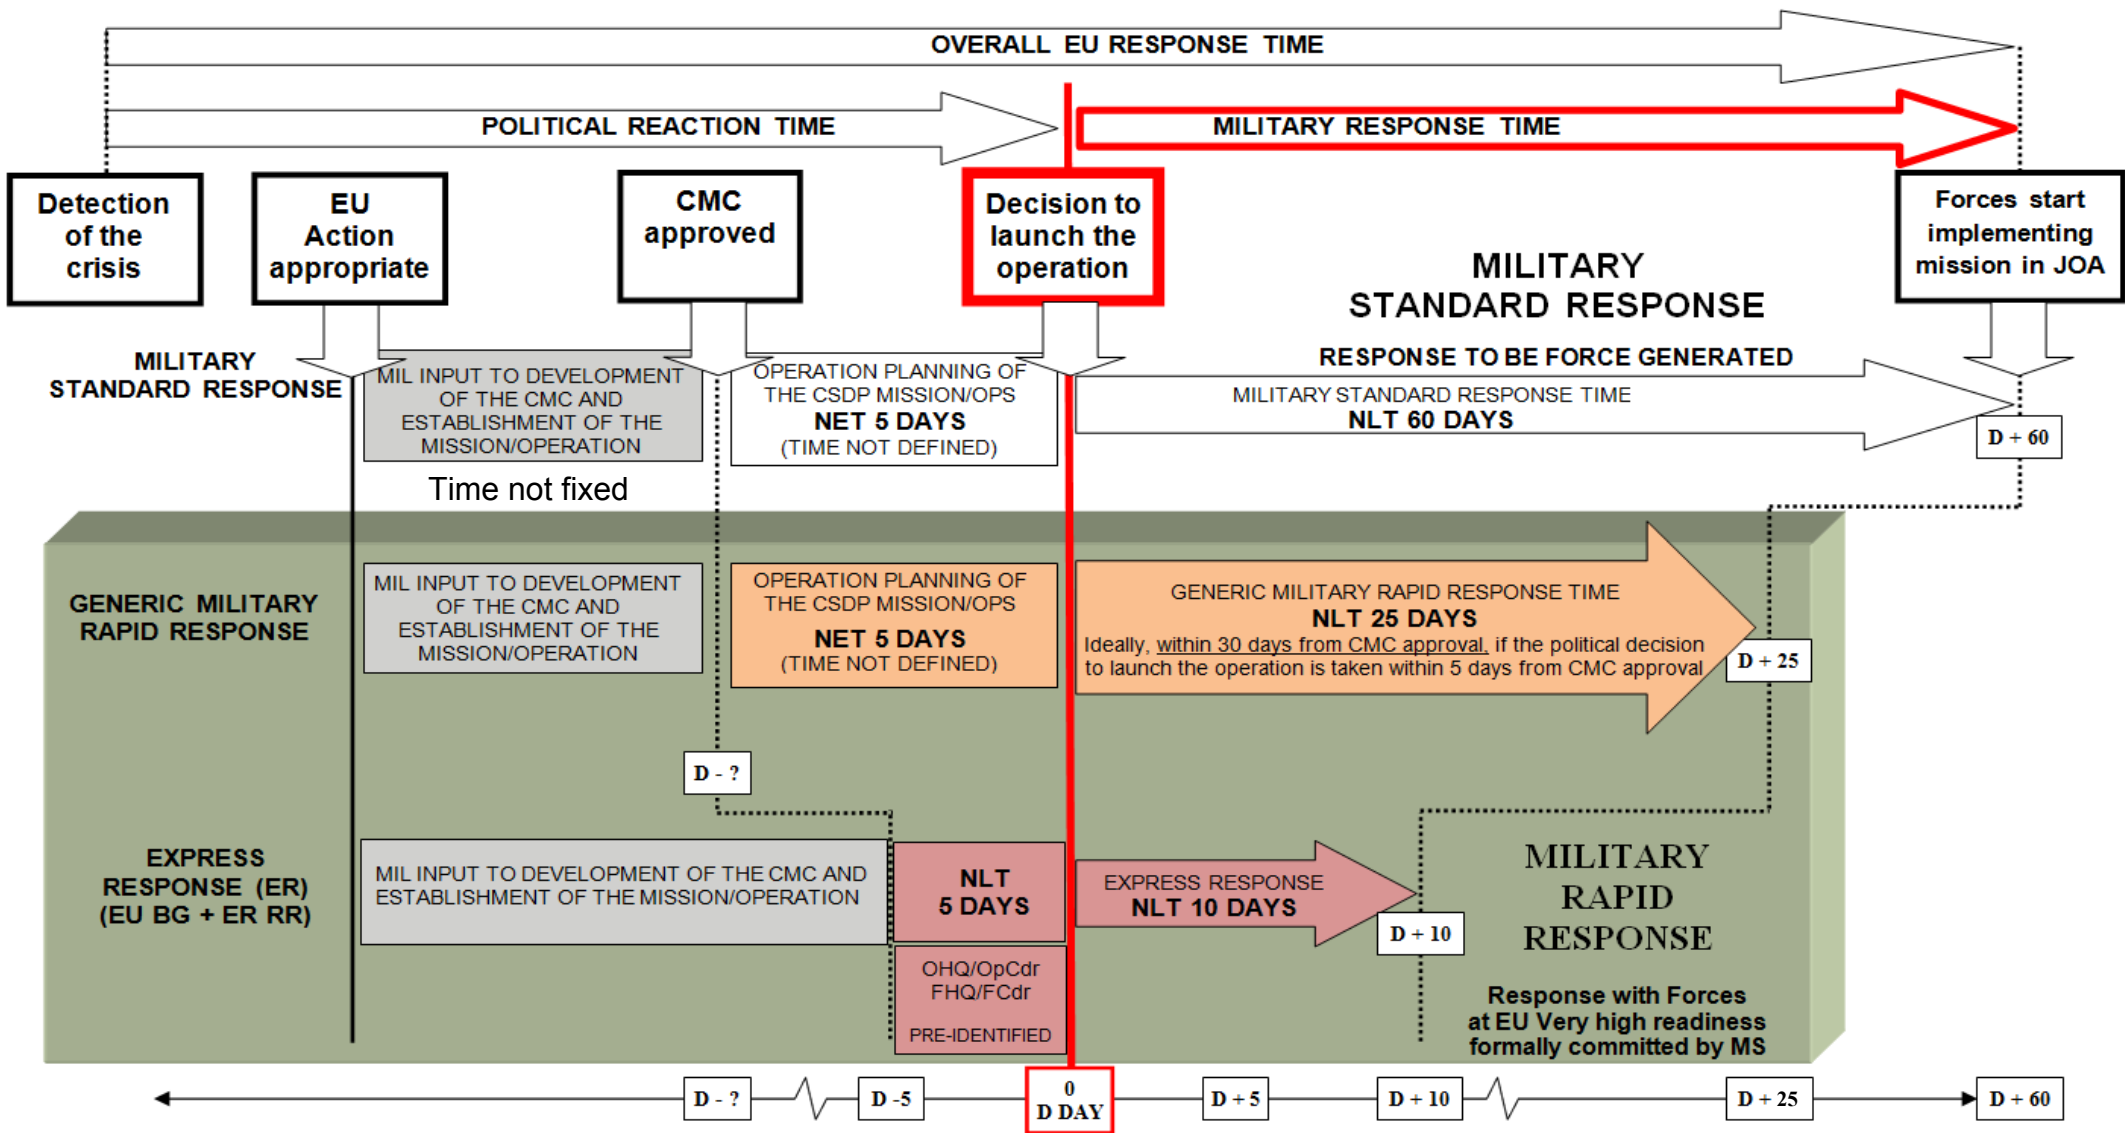 OVERALL EU RESPONSE TIME
POLITICAL REACTION TIME
MILITARY RESPONSE TIME
Detection
of the
crisis
EU
Action
appropriate
CMC
approved
Decision to
launch the
operation
Forces start
implementing
mission in JOA
MILITARY
STANDARD RESPONSE
MILITARY
STANDARD RESPONSE
MIL INPUT TO DEVELOPMENT
OF THE CMC AND
ESTABLISHMENT OF THE
MISSION/OPERATION
Time not fixed
OPERATION PLANNING OF
THE CSDP MISSION/OPS
NET 5 DAYS
(TIME NOT DEFINED)
RESPONSE TO BE FORCE GENERATED
MILITARY STANDARD RESPONSE TIME
NLT 60 DAYS
D + 60
GENERIC MILITARY
RAPID RESPONSE
MIL INPUT TO DEVELOPMENT
OF THE CMC AND
ESTABLISHMENT OF THE
MISSION/OPERATION
OPERATION PLANNING OF
THE CSDP MISSION/OPS
NET 5 DAYS
(TIME NOT DEFINED)
GENERIC MILITARY RAPID RESPONSE TIME
NLT 25 DAYS
Ideally, within 30 days from CMC approval, if the political decision
to launch the operation is taken within 5 days from CMC approval
D + 25
D - ?
EXPRESS
RESPONSE (ER)
(EU BG + ER RR)
MIL INPUT TO DEVELOPMENT OF THE CMC AND
ESTABLISHMENT OF THE MISSION/OPERATION
NLT
5 DAYS
OHQ/OpCdr
FHQ/FCdr
PRE-IDENTIFIED
EXPRESS RESPONSE
NLT 10 DAYS
D + 10
MILITARY
RAPID
RESPONSE
Response with Forces
at EU Very high readiness
formally committed by MS
D - ?
D -5
0
D DAY
D + 5
D + 10
D + 25
D + 60